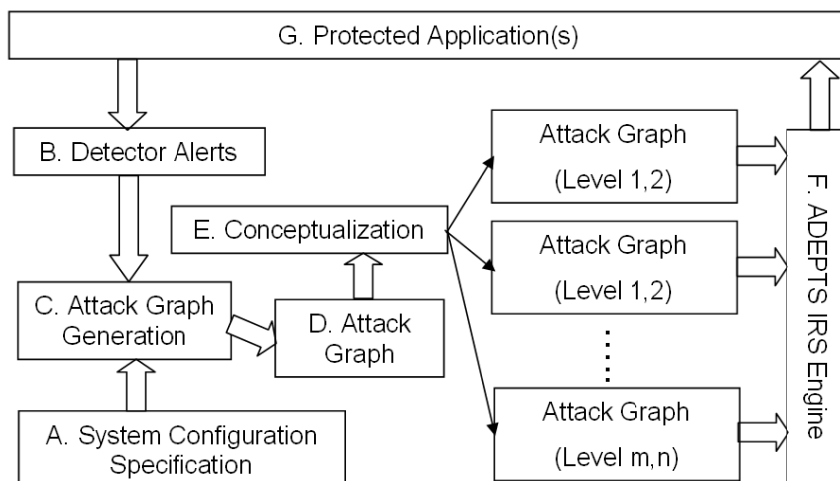 G. Protected Application(s)
B. Detector Alerts
C. Attack Graph
Generation
A. System Configuration
Specification
D. Attack
Graph
E. Conceptualization
Attack Graph
(Level 1,2)
Attack Graph
(Level 1,2)
Attack Graph
(Level m,n)
F. ADEPTS IRS Engine